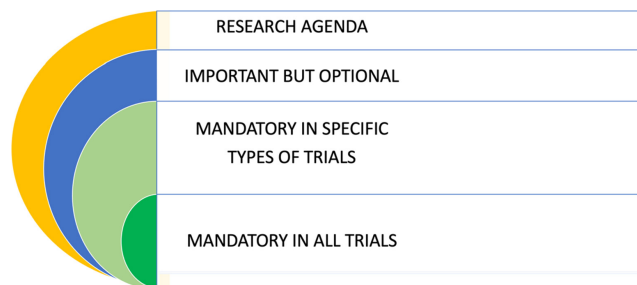 RESEARCH AGENDA
IMPORTANT BUT OPTIONAL
MANDATORY IN SPECIFIC
TYPES OF TRIALS
MANDATORY IN ALL TRIALS